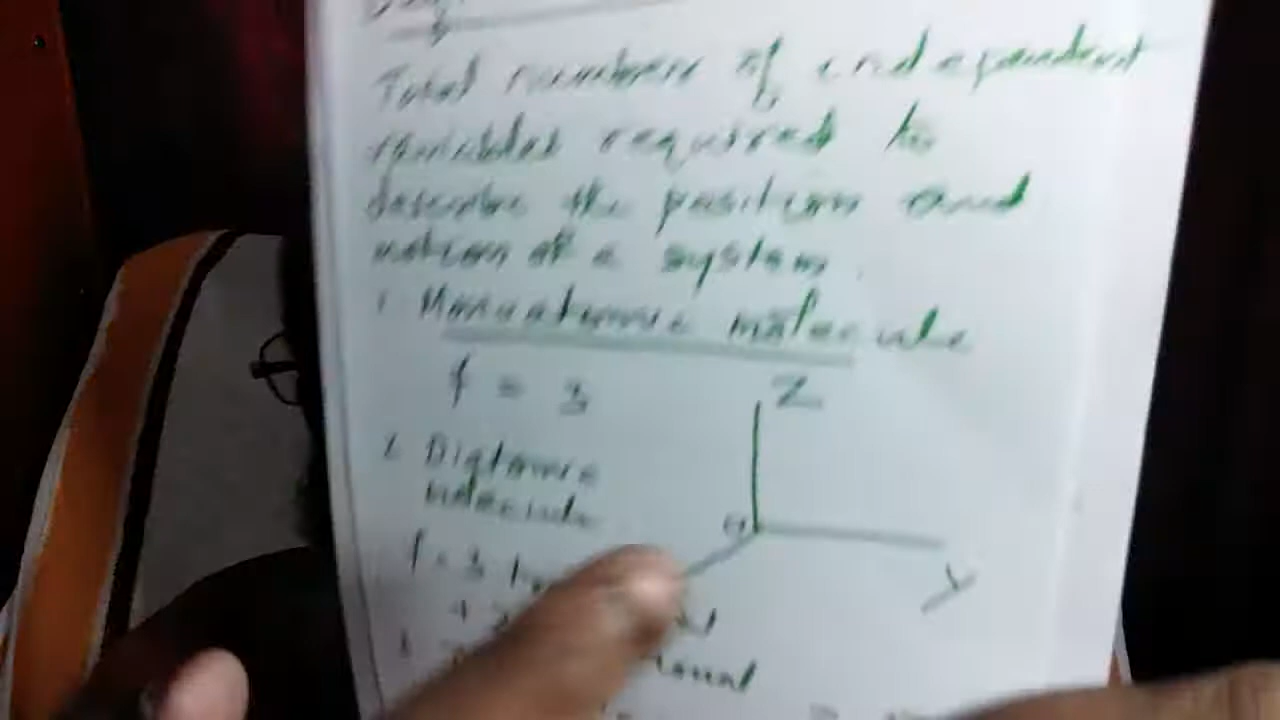 Total number of independent
variables required to
describe the position and
motion of a system.
1. Monoatomic molecule
f = 3
Z
2. Diatomic
molecule
Y
f = 3